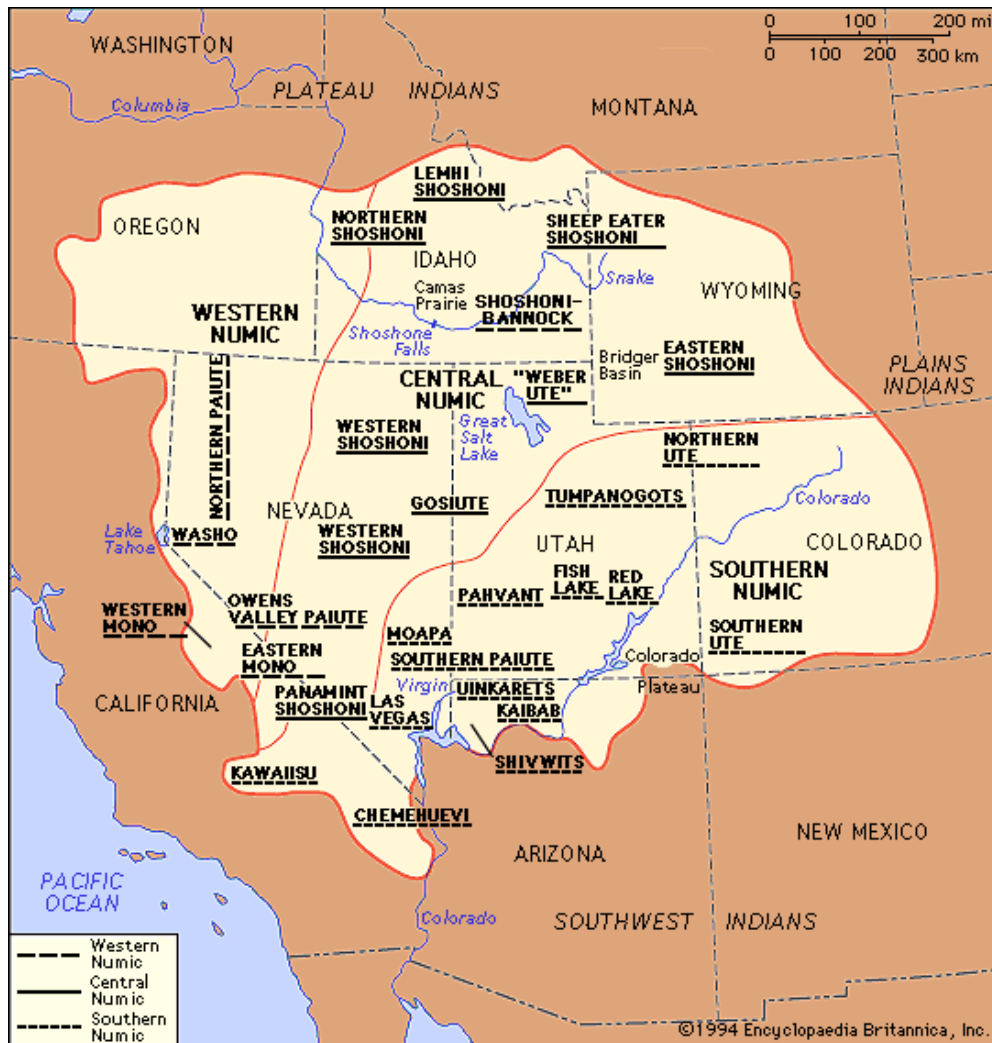 0 100 200 mi
0 100 200 300 km
WASHINGTON
PLATEAU INDIANS
Columbia
MONTANA
LEMHI
SHOSHONI
OREGON
NORTHERN
SHOSHONI
SHEEP EATER
SHOSHONI
IDAHO
Snake
Camas
Prairie
WYOMING
SHOSHONI-
BANNOCK
WESTERN
NUMIC
Shoshone
Falls
Bridger
Basin
EASTERN
SHOSHONI
PLAINS
INDIANS
NORTHERN PAIUTE
CENTRAL
NUMIC
"WEBER
UTE"
Great
Salt
Lake
WESTERN
SHOSHONI
NORTHERN
UTE
GOSIUTE
TUMPANOGOTS
Colorado
NEVADA
Lake
Tahoe
WASHO
WESTERN
SHOSHONI
UTAH
COLORADO
FISH
LAKE
RED
LAKE
SOUTHERN
NUMIC
PAHVANT
WESTERN
MONO
OWENS
VALLEY PAIUTE
MOAPA
SOUTHERN
UTE
EASTERN
MONO
SOUTHERN PAIUTE
Colorado
Plateau
CALIFORNIA
PANAMINT
SHOSHONI
Virgin
LAS
VEGAS
UINKARETS
KAIBAB
SHIVWITS
KAWAIISU
CHEMEHUEVI
NEW MEXICO
ARIZONA
PACIFIC
OCEAN
Colorado
SOUTHWEST INDIANS
Western
Numic
Central
Numic
Southern
Numic
©1994 Encyclopaedia Britannica, Inc.